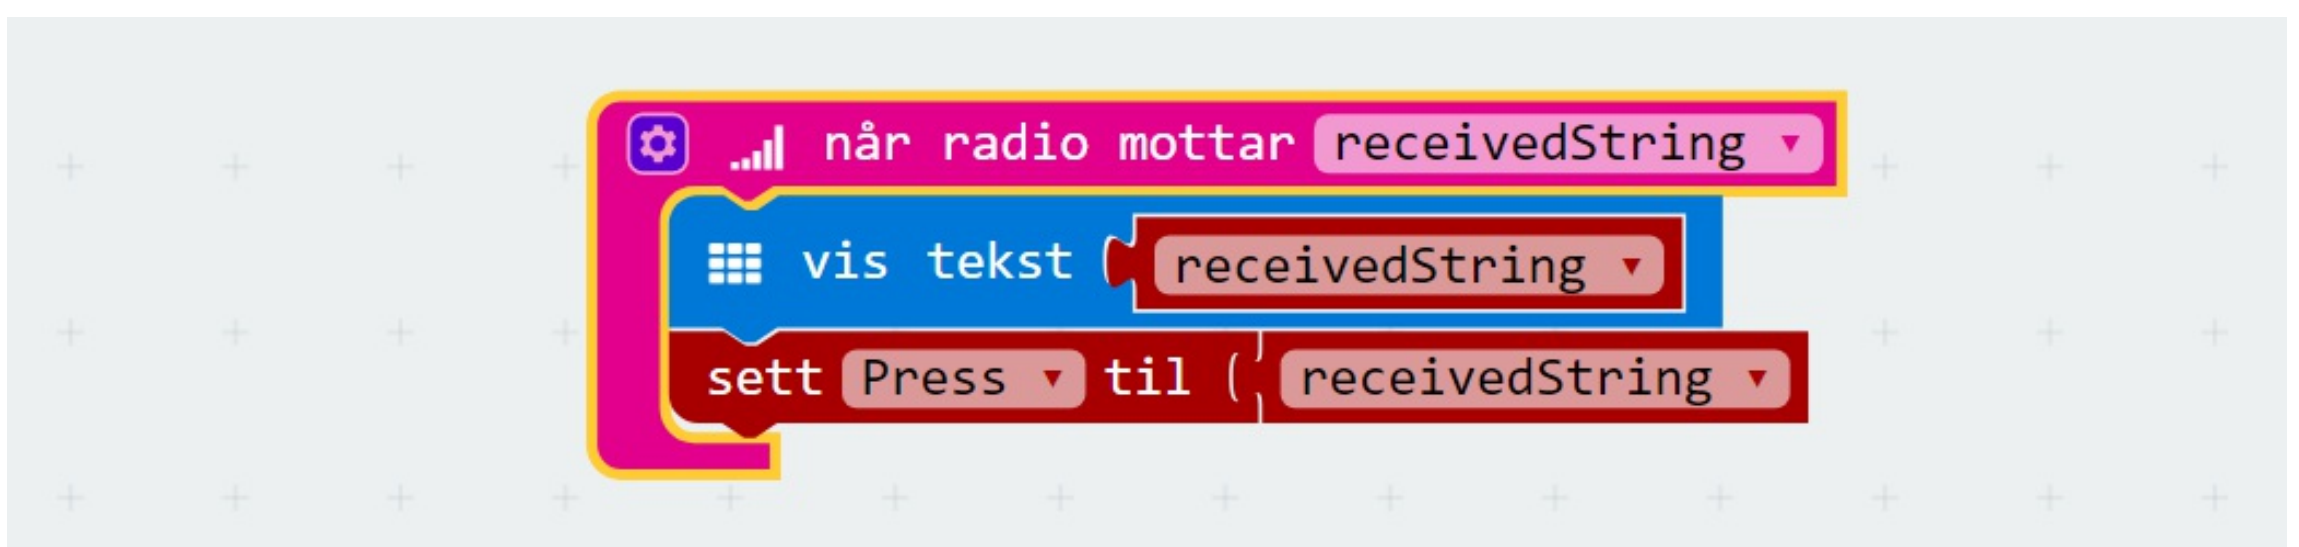 når radio mottar receivedString
vis tekst receivedString
sett Press til receivedString